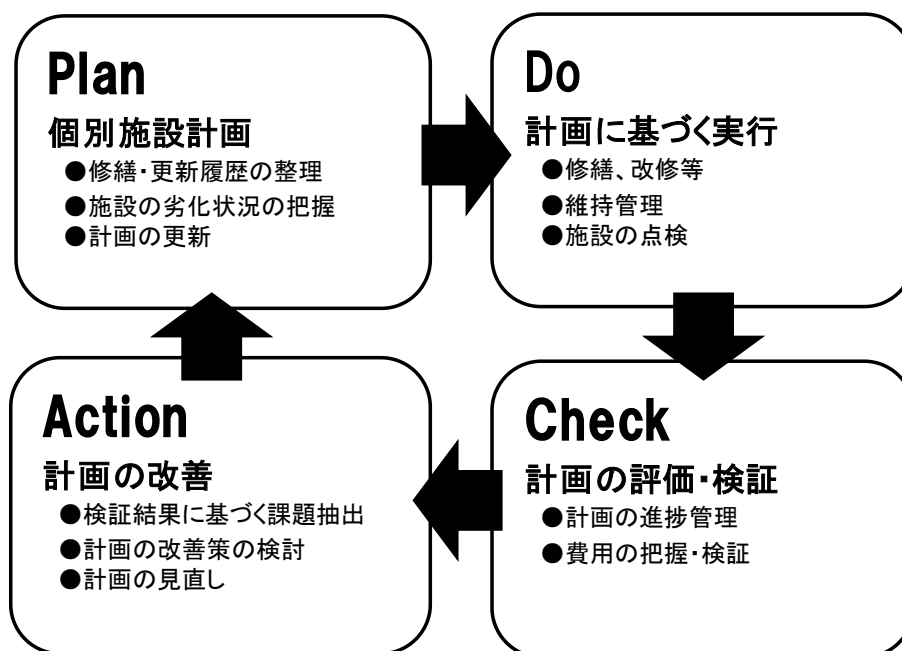 Plan
個別施設計画
●修繕・更新履歴の整理
●施設の劣化状況の把握
●計画の更新
Do
計画に基づく実行
●修繕、改修等
●維持管理
●施設の点検
Check
計画の評価・検証
●計画の進捗管理
●費用の把握・検証
Action
計画の改善
●検証結果に基づく課題抽出
●計画の改善策の検討
●計画の見直し